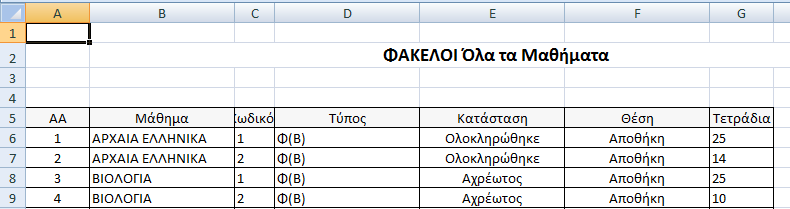 A B C D E F G
1
2 ΦΑΚΕΛΟΙ Όλα τα Μαθήματα
3
4
5 ΑΑ Μάθημα Κωδικό Τύπος Κατάσταση Θέση Τετράδια
6 1 ΑΡΧΑΙΑ ΕΛΛΗΝΙΚΑ 1 Φ(Β) Ολοκληρώθηκε Αποθήκη 25
7 2 ΑΡΧΑΙΑ ΕΛΛΗΝΙΚΑ 2 Φ(Β) Ολοκληρώθηκε Αποθήκη 14
8 3 ΒΙΟΛΟΓΙΑ 1 Φ(Β) Αχρέωτος Αποθήκη 25
9 4 ΒΙΟΛΟΓΙΑ 2 Φ(Β) Αχρέωτος Αποθήκη 10